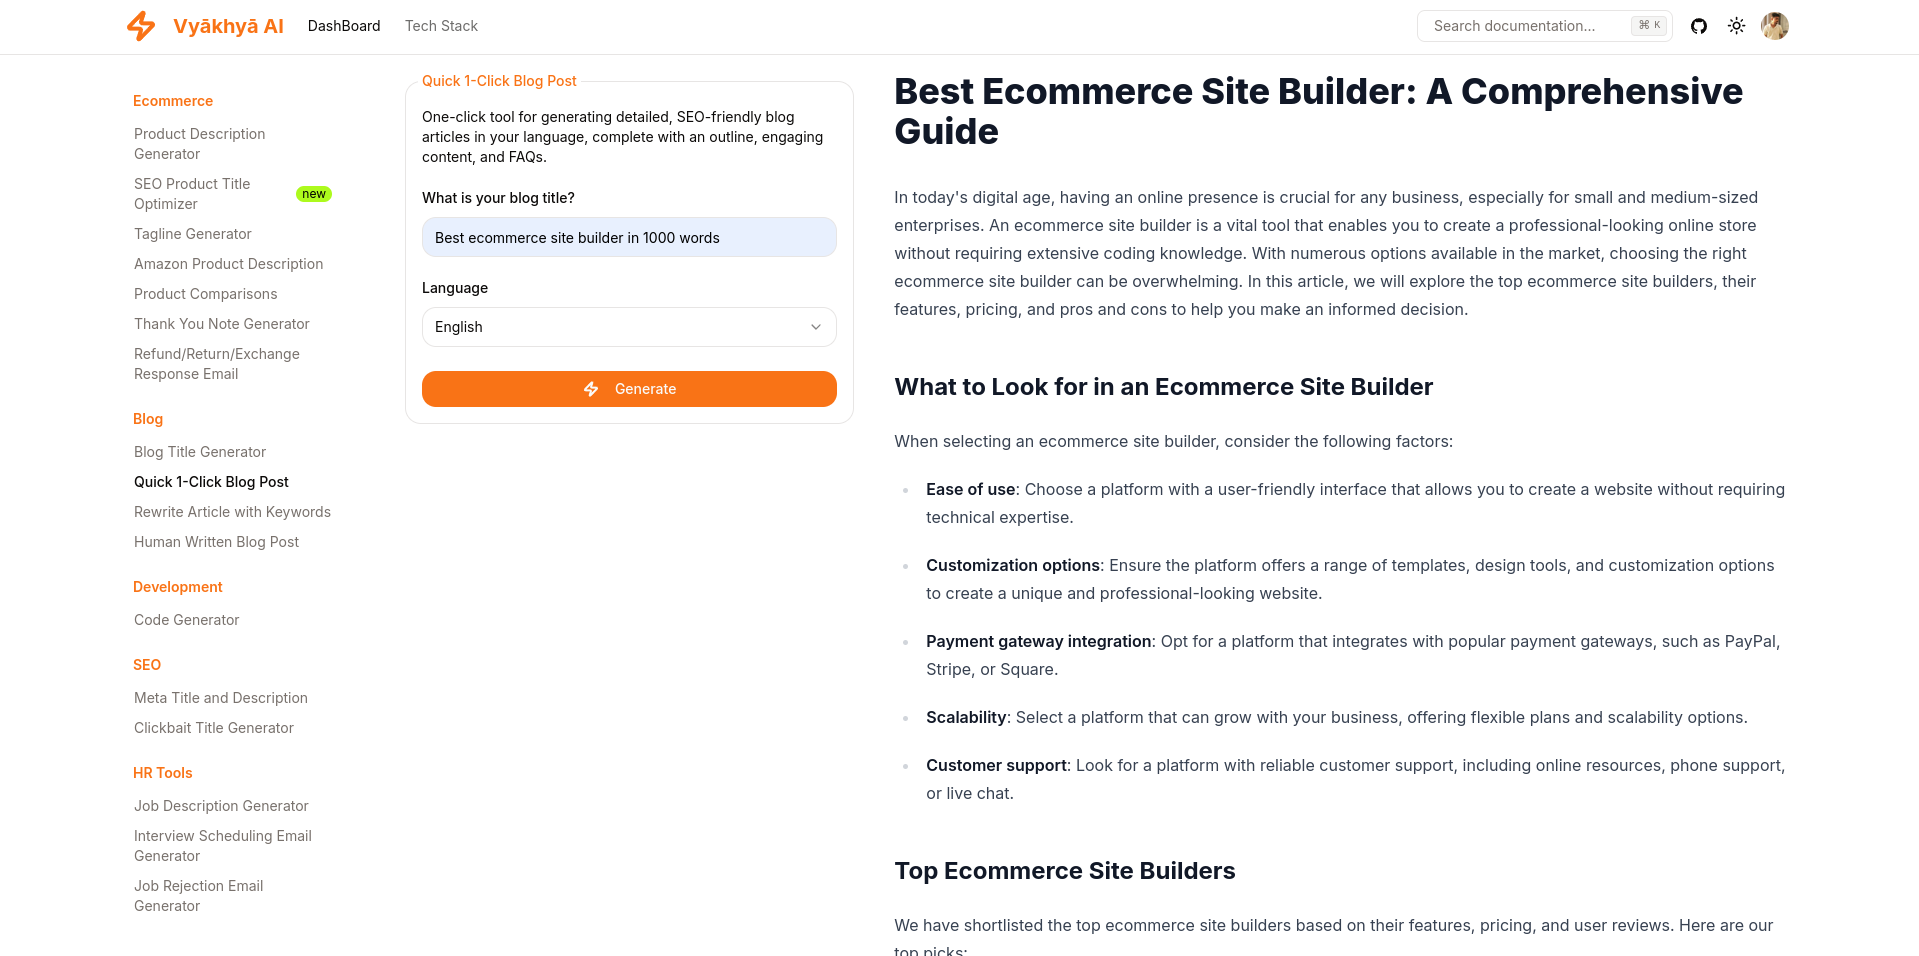 Vyākhyā AI
DashBoard
Tech Stack
Search documentation...
⌘ K
Ecommerce
Product Description
Generator
SEO Product Title
Optimizer
new
Tagline Generator
Amazon Product Description
Product Comparisons
Thank You Note Generator
Refund/Return/Exchange
Response Email
Blog
Blog Title Generator
Quick 1-Click Blog Post
Rewrite Article with Keywords
Human Written Blog Post
Development
Code Generator
SEO
Meta Title and Description
Clickbait Title Generator
HR Tools
Job Description Generator
Interview Scheduling Email
Generator
Job Rejection Email
Generator
Quick 1-Click Blog Post
One-click tool for generating detailed, SEO-friendly blog
articles in your language, complete with an outline, engaging
content, and FAQs.
What is your blog title?
Best ecommerce site builder in 1000 words
Language
English
Generate
Best Ecommerce Site Builder: A Comprehensive
Guide
In today's digital age, having an online presence is crucial for any business, especially for small and medium-sized
enterprises. An ecommerce site builder is a vital tool that enables you to create a professional-looking online store
without requiring extensive coding knowledge. With numerous options available in the market, choosing the right
ecommerce site builder can be overwhelming. In this article, we will explore the top ecommerce site builders, their
features, pricing, and pros and cons to help you make an informed decision.
What to Look for in an Ecommerce Site Builder
When selecting an ecommerce site builder, consider the following factors:
Ease of use: Choose a platform with a user-friendly interface that allows you to create a website without requiring
technical expertise.
Customization options: Ensure the platform offers a range of templates, design tools, and customization options
to create a unique and professional-looking website.
Payment gateway integration: Opt for a platform that integrates with popular payment gateways, such as PayPal,
Stripe, or Square.
Scalability: Select a platform that can grow with your business, offering flexible plans and scalability options.
Customer support: Look for a platform with reliable customer support, including online resources, phone support,
or live chat.
Top Ecommerce Site Builders
We have shortlisted the top ecommerce site builders based on their features, pricing, and user reviews. Here are our
top picks: